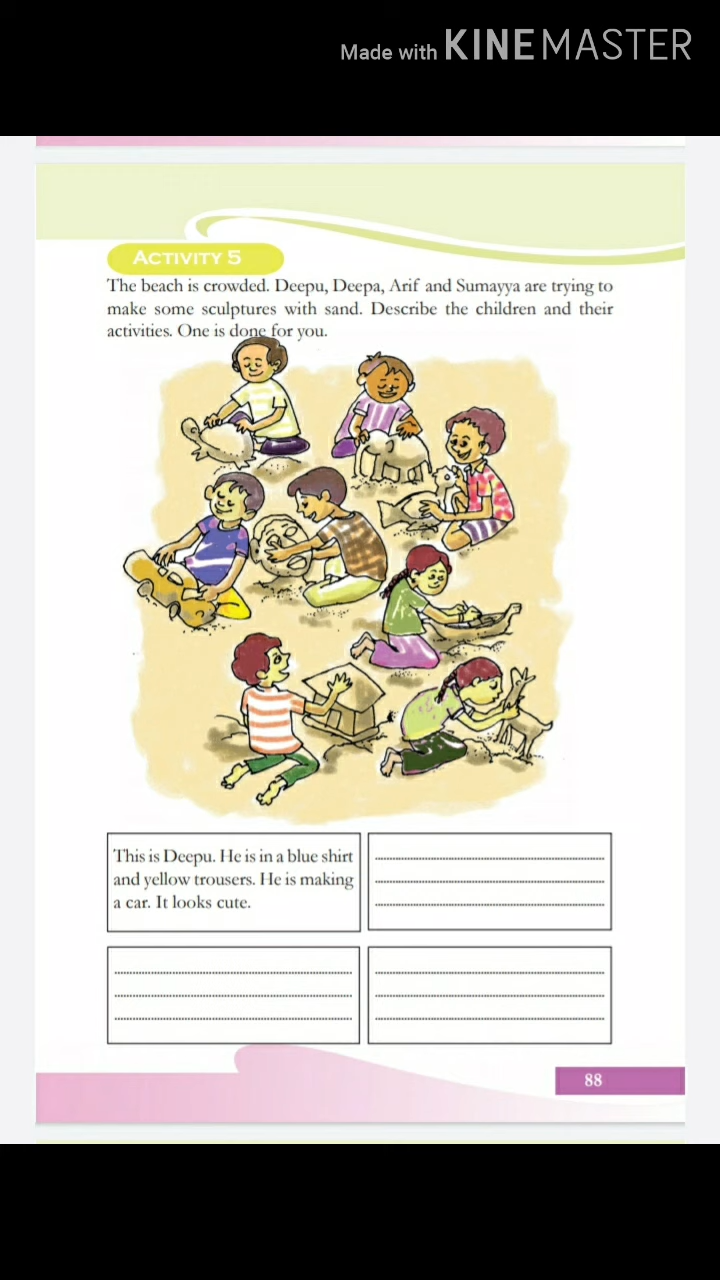 Made with KINEMASTER
ACTIVITY 5
The beach is crowded. Deepu, Deepa, Arif and Sumayya are trying to
make some sculptures with sand. Describe the children and their
activities. One is done for you.
This is Deepu. He is in a blue shirt
and yellow trousers. He is making
a car. It looks cute.
88